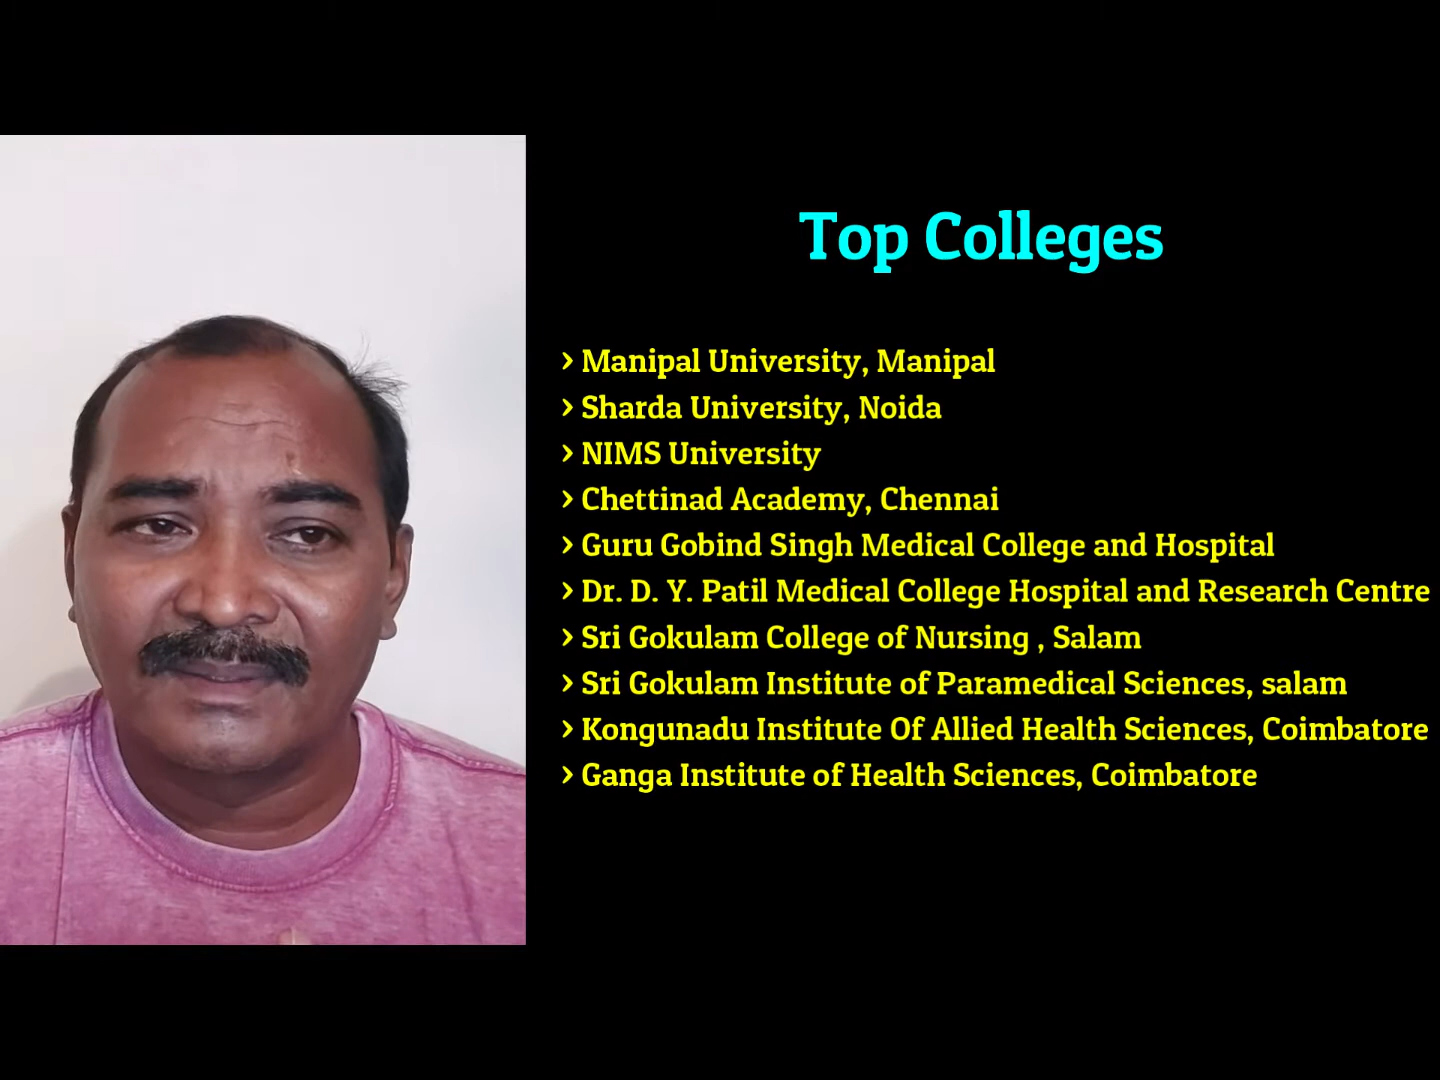 Top Colleges
> Manipal University, Manipal
> Sharda University, Noida
> NIMS University
> Chettinad Academy, Chennai
> Guru Gobind Singh Medical College and Hospital
> Dr. D. Y. Patil Medical College Hospital and Research Centre
> Sri Gokulam College of Nursing , Salam
> Sri Gokulam Institute of Paramedical Sciences, salam
> Kongunadu Institute Of Allied Health Sciences, Coimbatore
> Ganga Institute of Health Sciences, Coimbatore